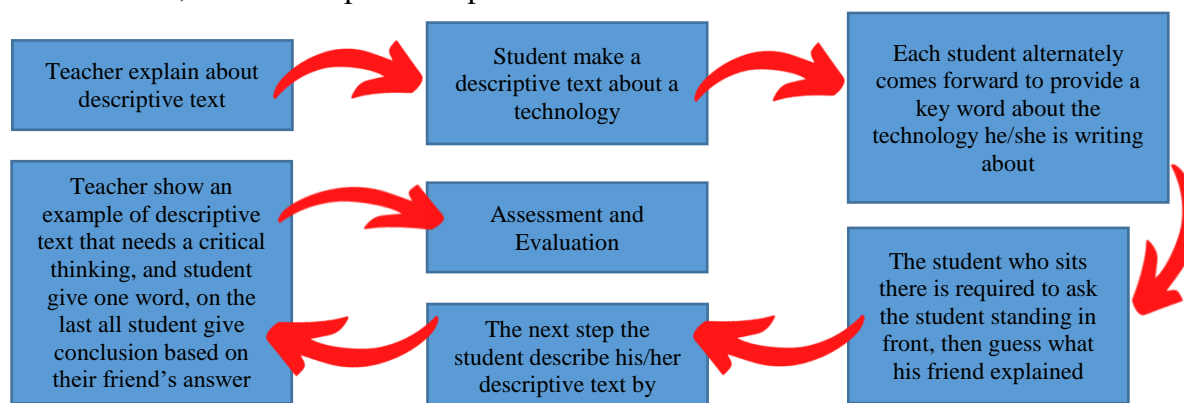 Teacher explain about
descriptive text
Student make a
descriptive text about a
technology
Each student alternately
comes forward to provide a
key word about the
technology he/she is writing
about
The student who sits
there is required to ask
the student standing in
front, then guess what
his friend explained
The next step the
student describe his/her
descriptive text by
Teacher show an
example of descriptive
text that needs a critical
thinking, and student
give one word, on the
last all student give
conclusion based on
their friend's answer
Assessment and
Evaluation